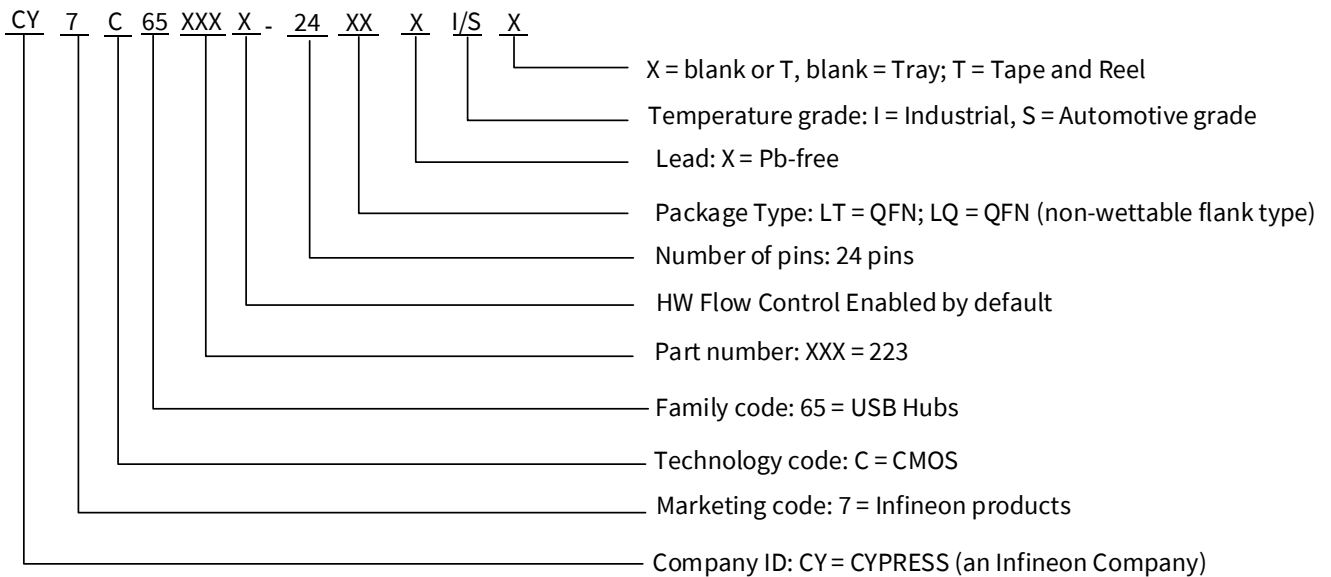 CY 7 C 65 XXX X - 24 XX X I/S X
X = blank or T, blank = Tray; T = Tape and Reel
Temperature grade: I = Industrial, S = Automotive grade
Lead: X = Pb-free
Package Type: LT = QFN; LQ = QFN (non-wettable flank type)
Number of pins: 24 pins
HW Flow Control Enabled by default
Part number: XXX = 223
Family code: 65 = USB Hubs
Technology code: C = CMOS
Marketing code: 7 = Infineon products
Company ID: CY = CYPRESS (an Infineon Company)